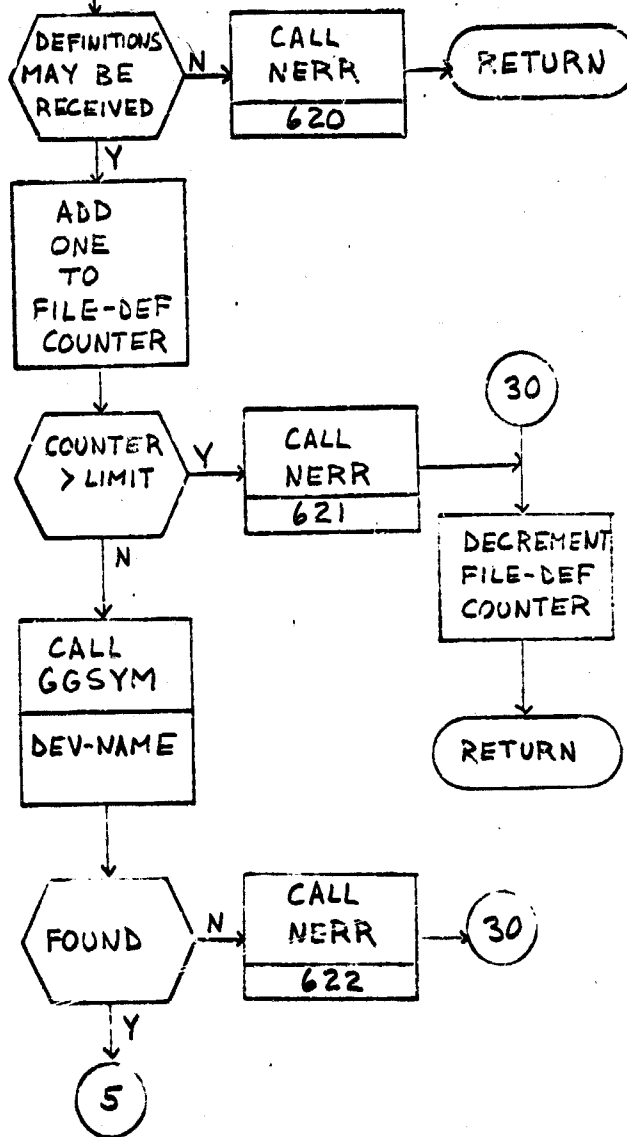 DEFINITIONS
MAY BE
RECEIVED
N
CALL
NERR
620
RETURN
Y
ADD
ONE
TO
FILE-DEF
COUNTER
30
COUNTER
> LIMIT
Y
CALL
NERR
621
DECREMENT
FILE-DEF
COUNTER
N
CALL
GGSYM
DEV-NAME
RETURN
FOUND
N
CALL
NERR
622
30
Y
5